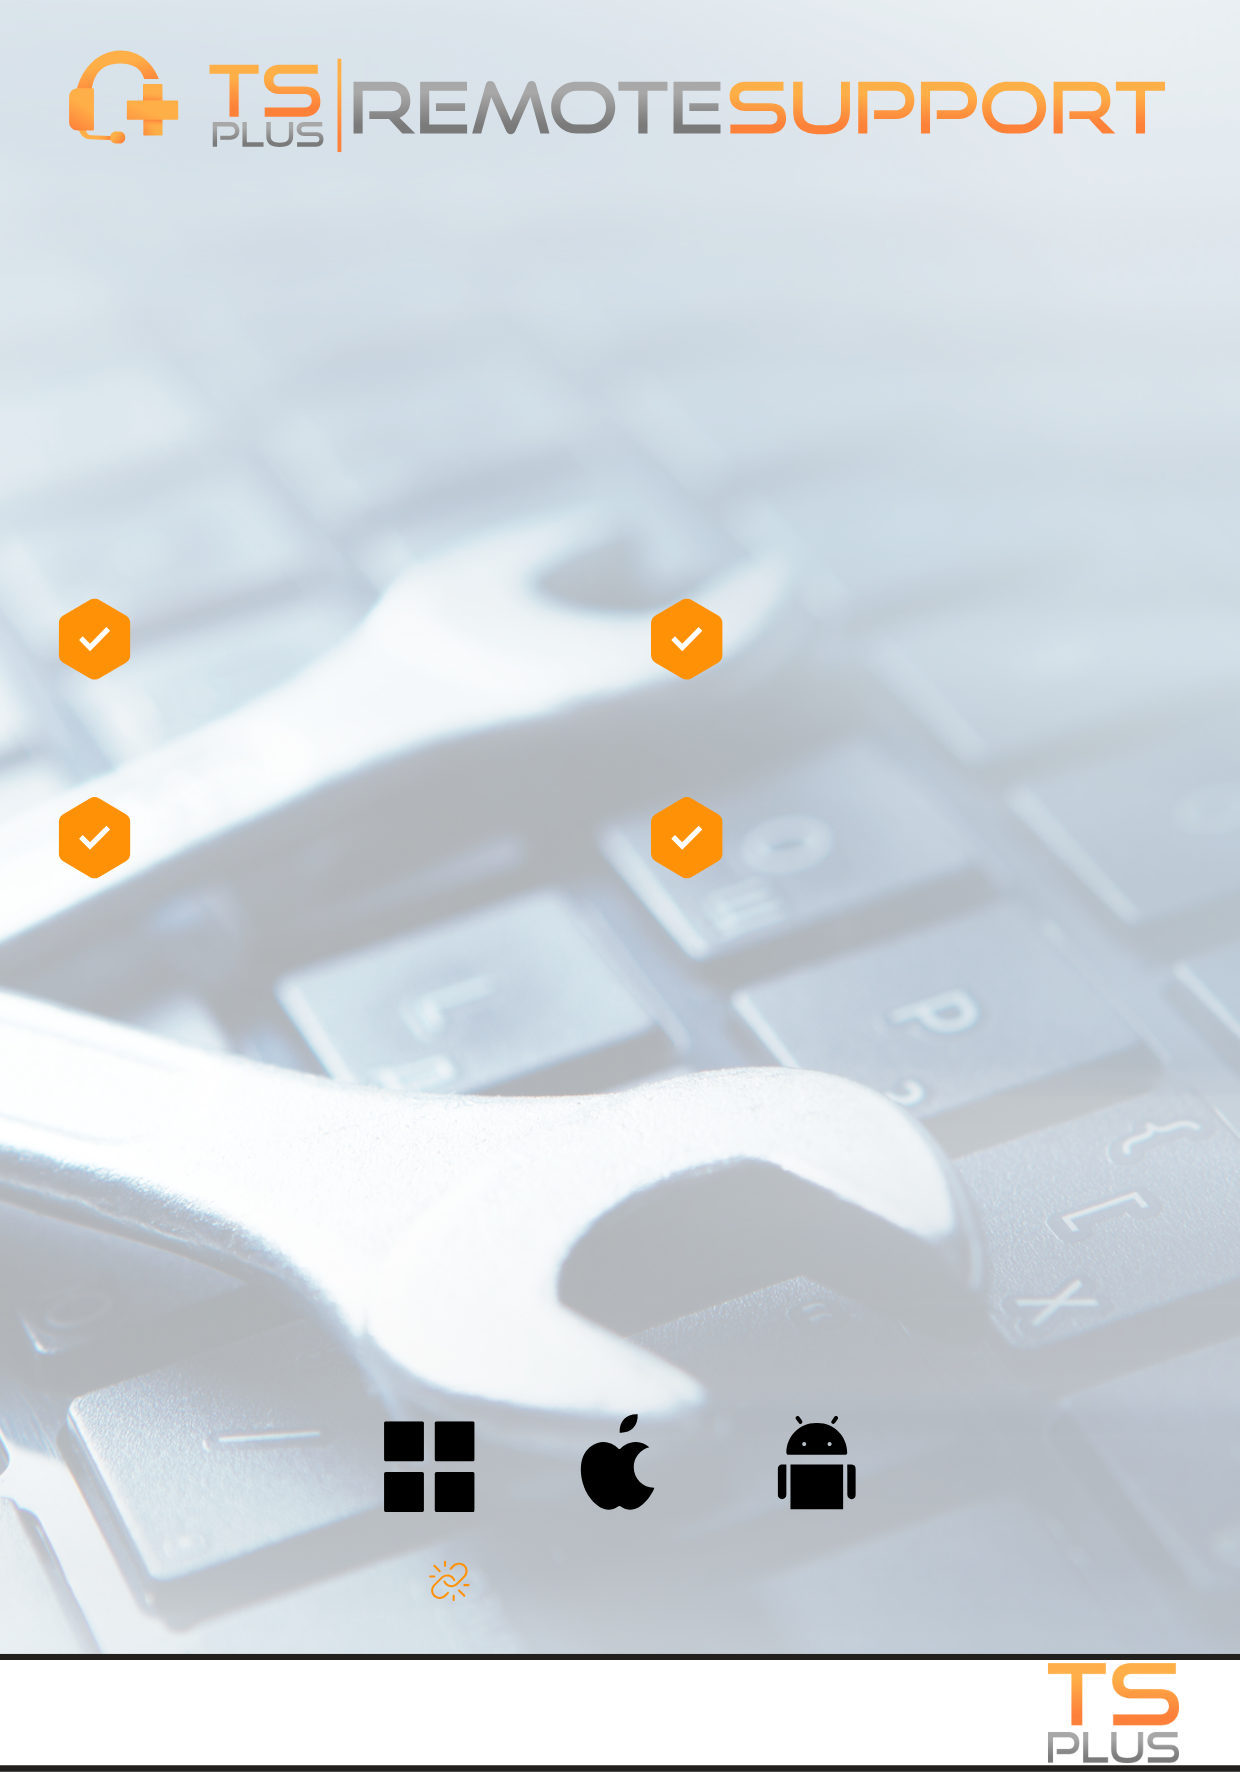 TS PLUS REMOTESUPPORT
L
O
P
{
[
X
TS
PLUS